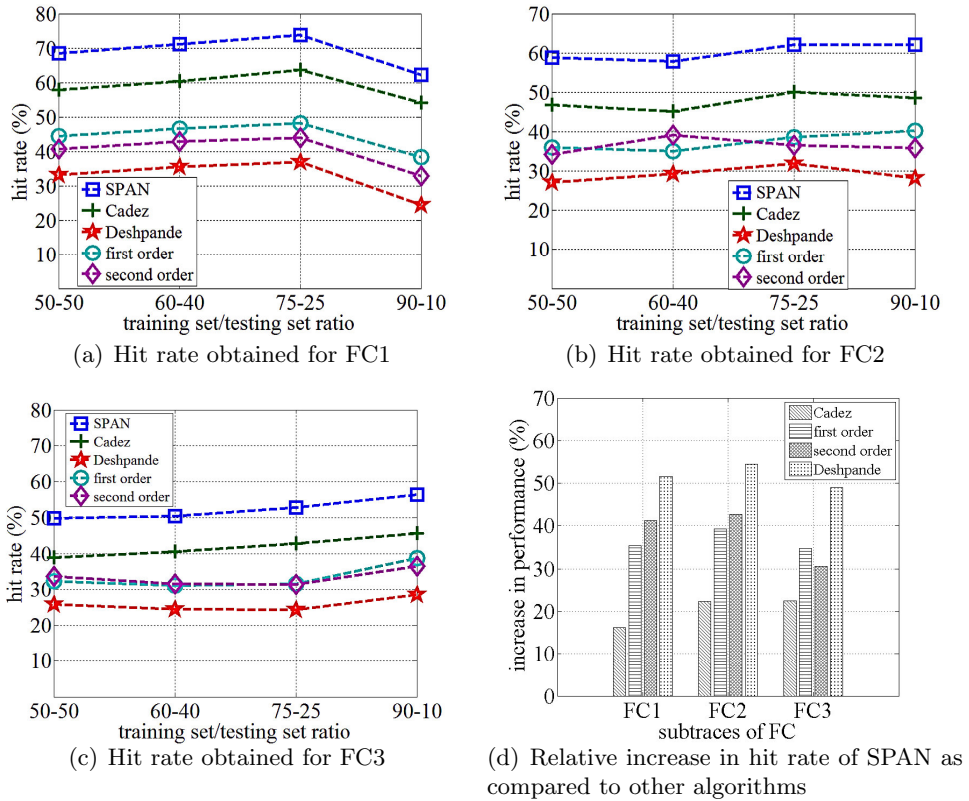 80
70
60
50
40
30
20
10
hit rate (%)
SPAN
Cadez
Deshpande
first order
second order
50-50 60-40 75-25 90-10
training set/testing set ratio
(a) Hit rate obtained for FC1
70
60
50
40
30
20
10
hit rate (%)
SPAN
Cadez
Deshpande
first order
second order
50-50 60-40 75-25 90-10
training set/testing set ratio
(b) Hit rate obtained for FC2
80
70
60
50
40
30
20
10
hit rate (%)
SPAN
Cadez
Deshpande
first order
second order
50-50 60-40 75-25 90-10
training set/testing set ratio
(c) Hit rate obtained for FC3
70
60
50
40
30
20
10
0
increase in performance (%)
Cadez
first order
second order
Deshpande
FC1 FC2 FC3
subtraces of FC
(d) Relative increase in hit rate of SPAN as
compared to other algorithms